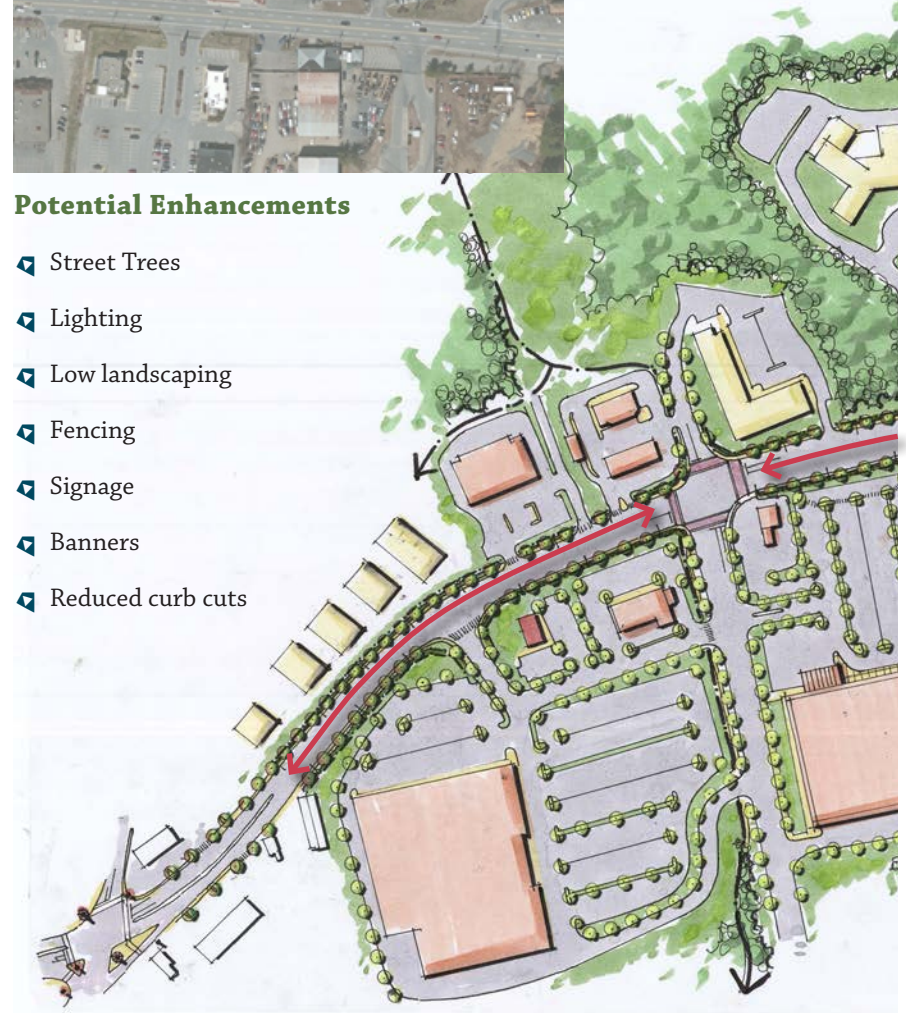 Potential Enhancements
Street Trees
Lighting
Low landscaping
Fencing
Signage
Banners
Reduced curb cuts